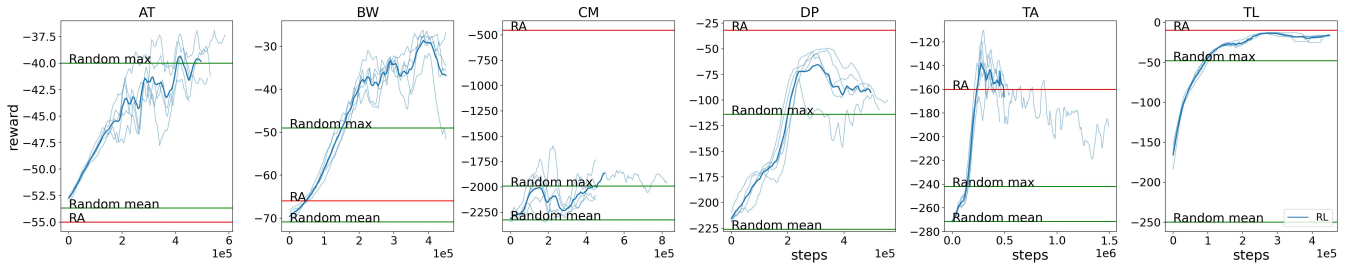 AT
BW
CM
DP
TA
TL
reward
−37.5
−40.0
−42.5
−45.0
−47.5
−50.0
−52.5
−55.0
Random max
Random mean
RA
0
2
4
6
1e5
−30
−40
−50
−60
−70
Random max
RA
Random mean
0
1
2
3
4
1e5
−500
−750
−1000
−1250
−1500
−1750
−2000
−2250
RA
Random max
Random mean
0
2
4
6
8
1e5
−25
−50
−75
−100
−125
−150
−175
−200
−225
RA
Random max
Random mean
0
2
4
1e5
steps
−120
−140
−160
−180
−200
−220
−240
−260
−280
RA
Random max
Random mean
0.0
0.5
1.0
1.5
1e6
steps
0
−50
−100
−150
−200
−250
RA
Random max
Random mean
RL
0
1
2
3
4
1e5
steps